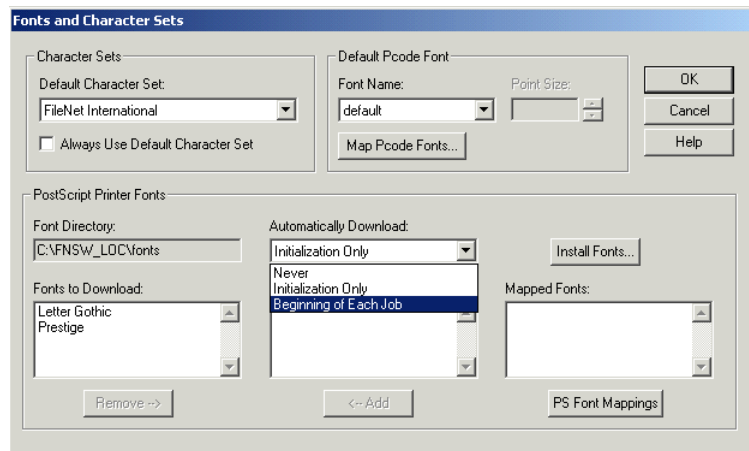 Fonts and Character Sets
Character Sets
Default Character Set:
FileNet International
Always Use Default Character Set
Default Pcode Font
Font Name:
Point Size:
default
Map Pcode Fonts...
OK
Cancel
Help
PostScript Printer Fonts
Font Directory:
C:\FNSW_LOC\fonts
Automatically Download:
Initialization Only
Never
Initialization Only
Beginning of Each Job
Install Fonts...
Fonts to Download:
Letter Gothic
Prestige
Mapped Fonts:
Remove -->
<-- Add
PS Font Mappings